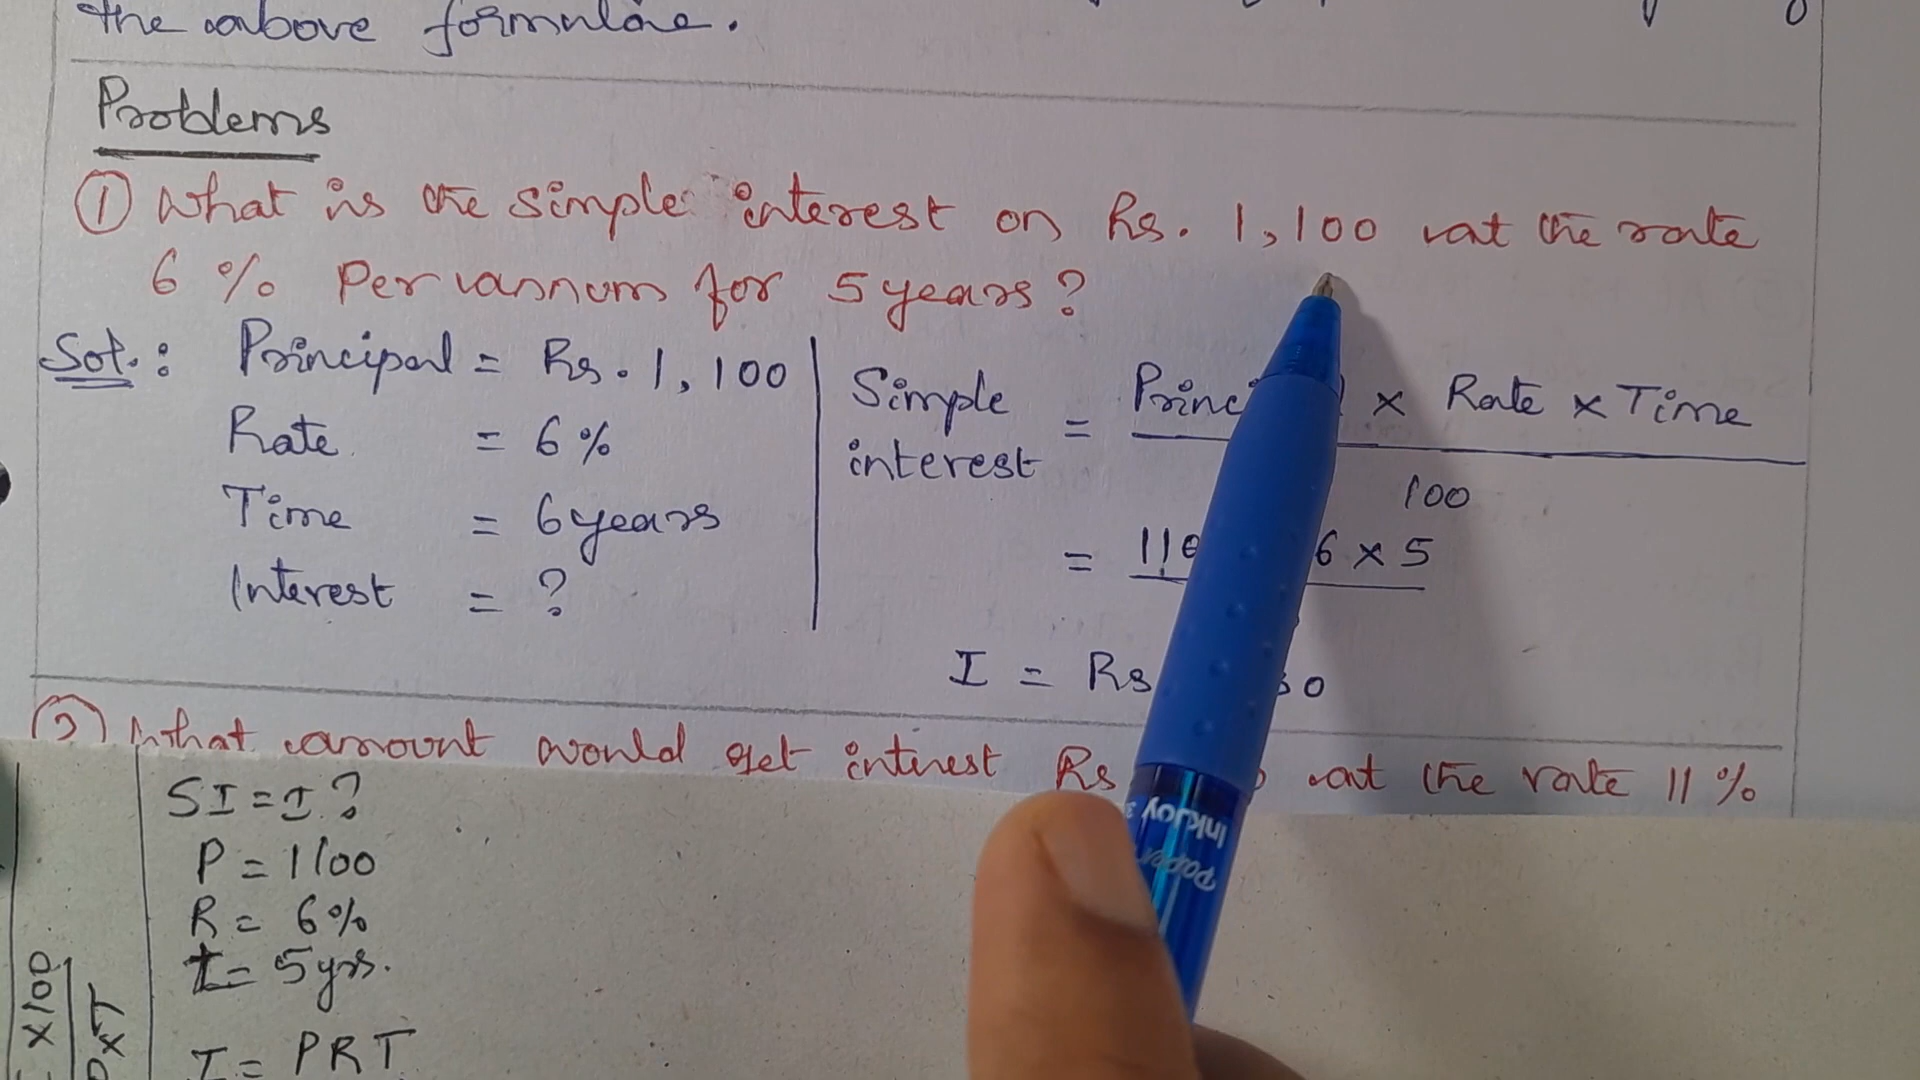 the above formulae.
Problems
① What is the simple interest on Rs. 1,100 at the rate
6 % Per annum for 5 years?
Sol.: Principal = Rs. 1,100
Rate = 6%
Time = 6 years
Interest = ?
Simple interest = × Rate × Time
100
= 6 × 5
I = Rs
② What amount would get interest Rs at the rate 11 %
SI = I ?
P = 1100
R = 6%
t = 5 yrs.
I = PRT
× 100
P×T
Paper
InkJoy